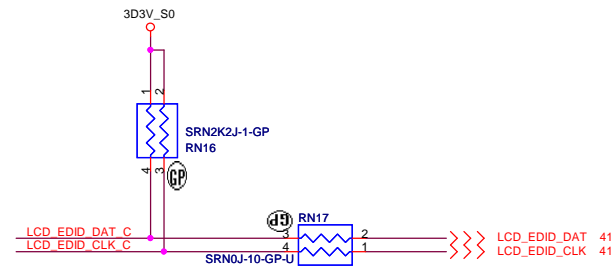 3D3V_S0
1 2
SRN2K2J-1-GP
RN16
4 3
GP
GP
RN17
LCD_EDID_DAT_C
3 2
LCD_EDID_DAT 41
LCD_EDID_CLK_C
4 1
LCD_EDID_CLK 41
SRN0J-10-GP-U